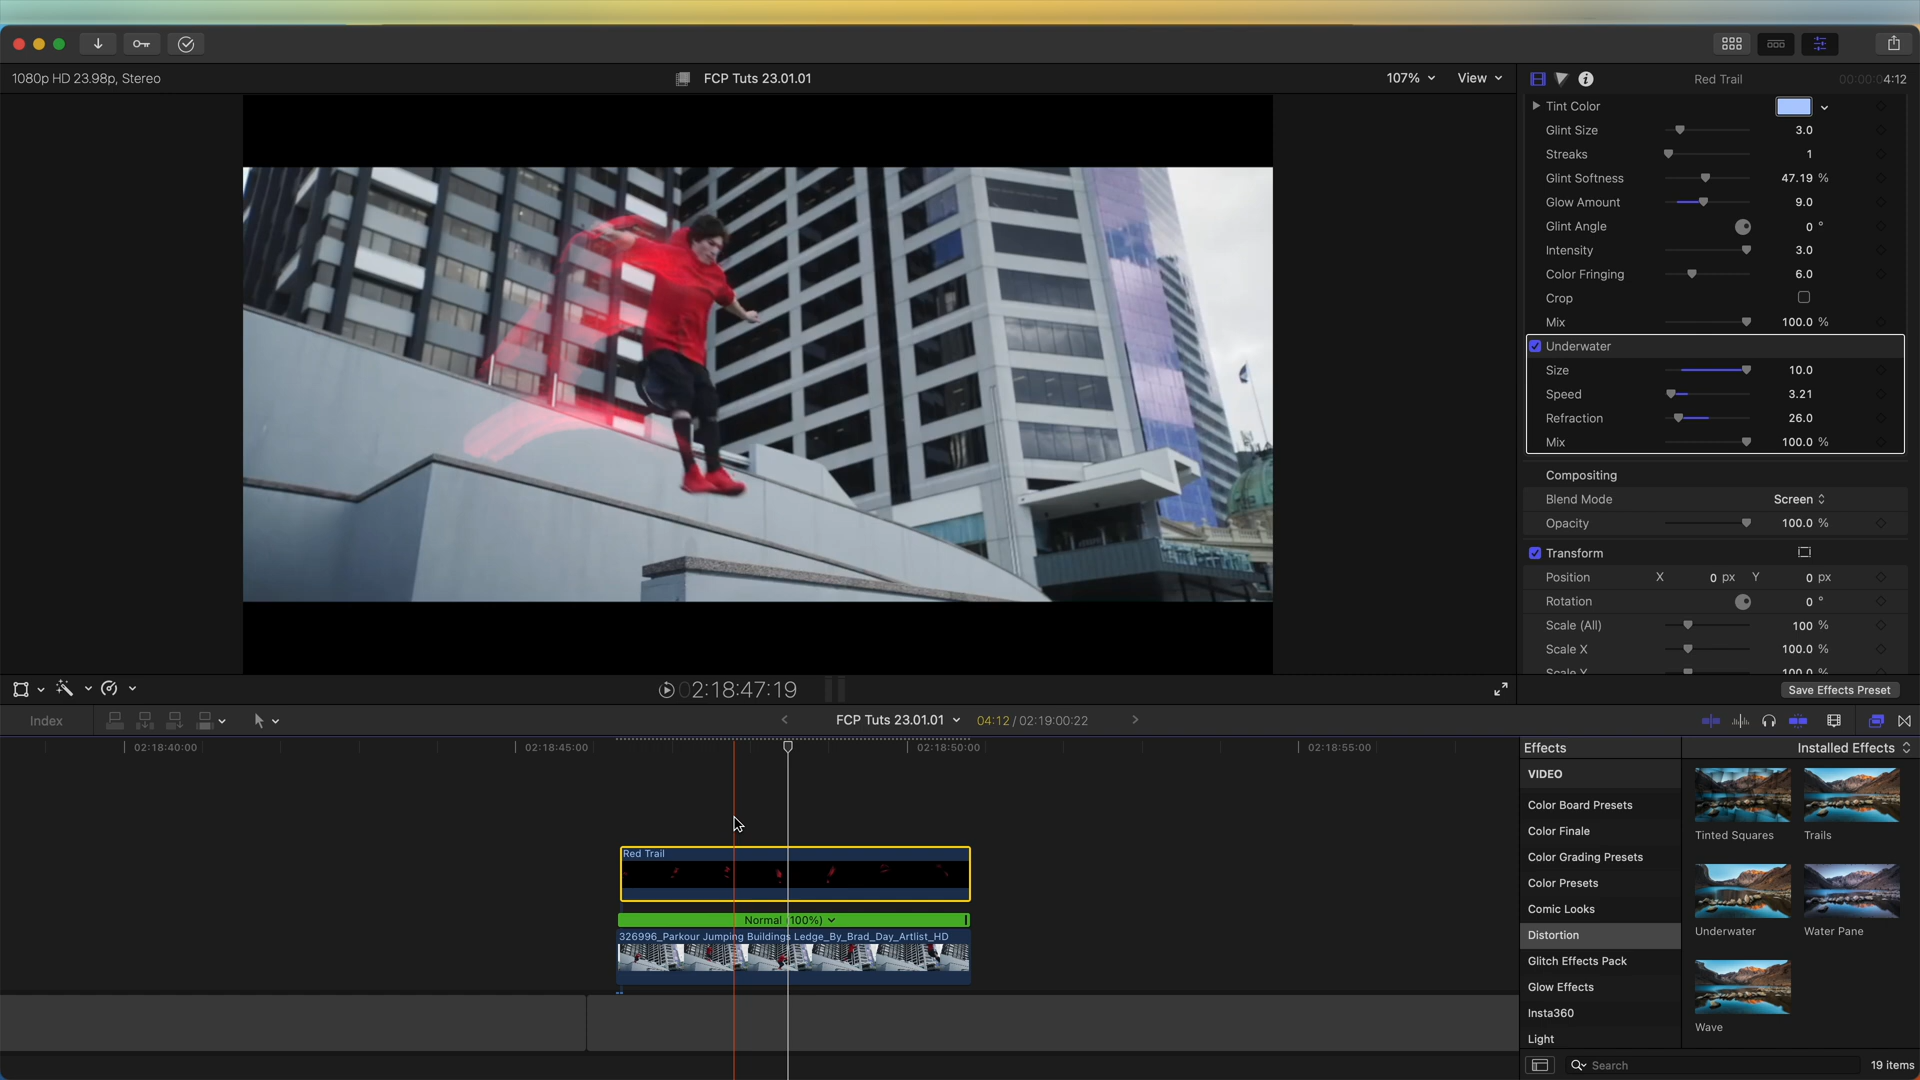 1080p HD 23.98p, Stereo
FCP Tuts 23.01.01
107%
View
Red Trail
00:00:04:12
Tint Color
Glint Size 3.0
Streaks 1
Glint Softness 47.19 %
Glow Amount 9.0
Glint Angle 0 °
Intensity 3.0
Color Fringing 6.0
Crop
Mix 100.0 %
Underwater
Size 10.0
Speed 3.21
Refraction 26.0
Mix 100.0 %
Compositing
Blend Mode Screen
Opacity 100.0 %
Transform
Position X 0 px Y 0 px
Rotation 0 °
Scale (All) 100 %
Scale X 100.0 %
Scale Y 100.0 %
02:18:47:19
Save Effects Preset
Index
FCP Tuts 23.01.01
04:12 / 02:19:00:22
02:18:40:00
02:18:45:00
02:18:50:00
02:18:55:00
Red Trail
Normal (100%)
326996_Parkour Jumping Buildings Ledge_By_Brad_Day_Artlist_HD
Effects
Installed Effects
VIDEO
Color Board Presets
Color Finale
Color Grading Presets
Color Presets
Comic Looks
Distortion
Glitch Effects Pack
Glow Effects
Insta360
Light
Tinted Squares
Trails
Underwater
Water Pane
Wave
Search
19 items